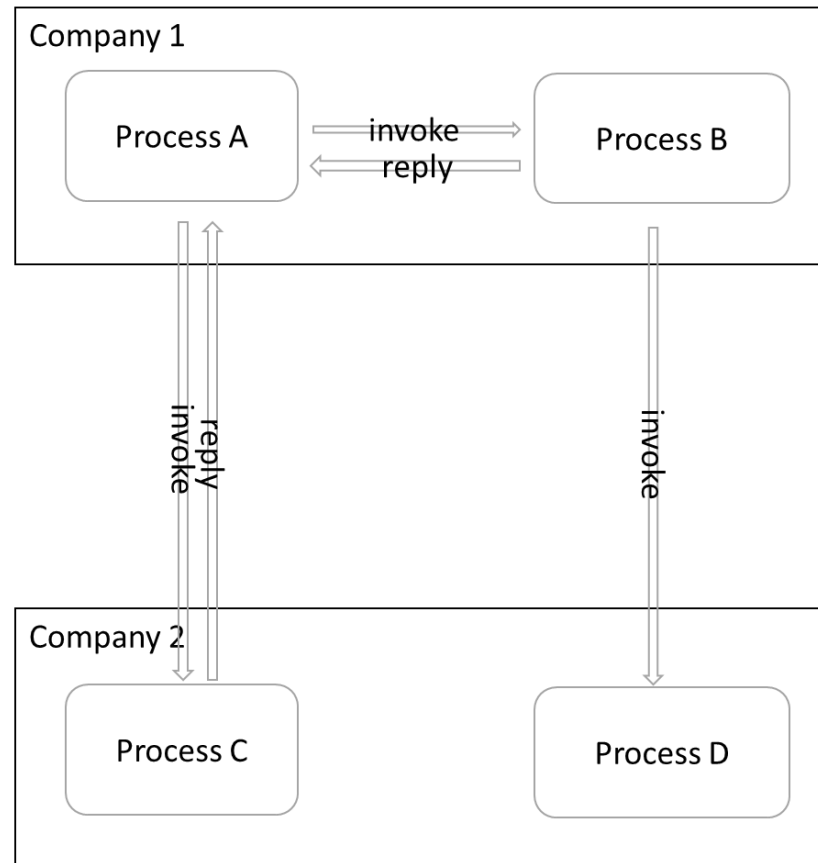 Company 1
Process A
invoke
reply
Process B
invoke
reply
invoke
Company 2
Process C
Process D